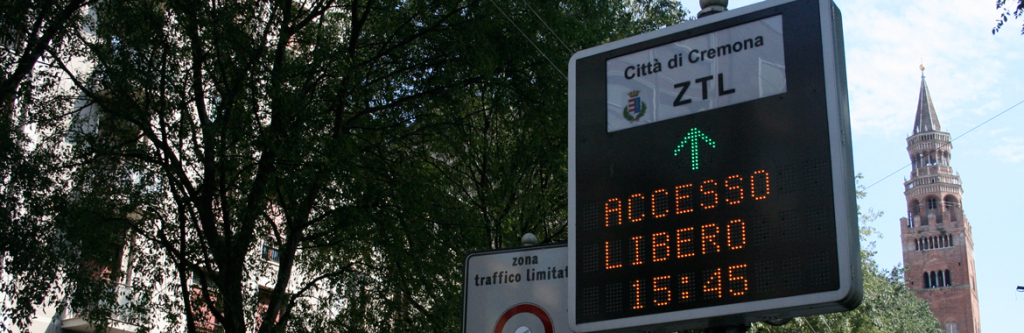 Città di Cremona
ZTL
ACCESSO
LIBERO
15:45
zona
traffico limitat